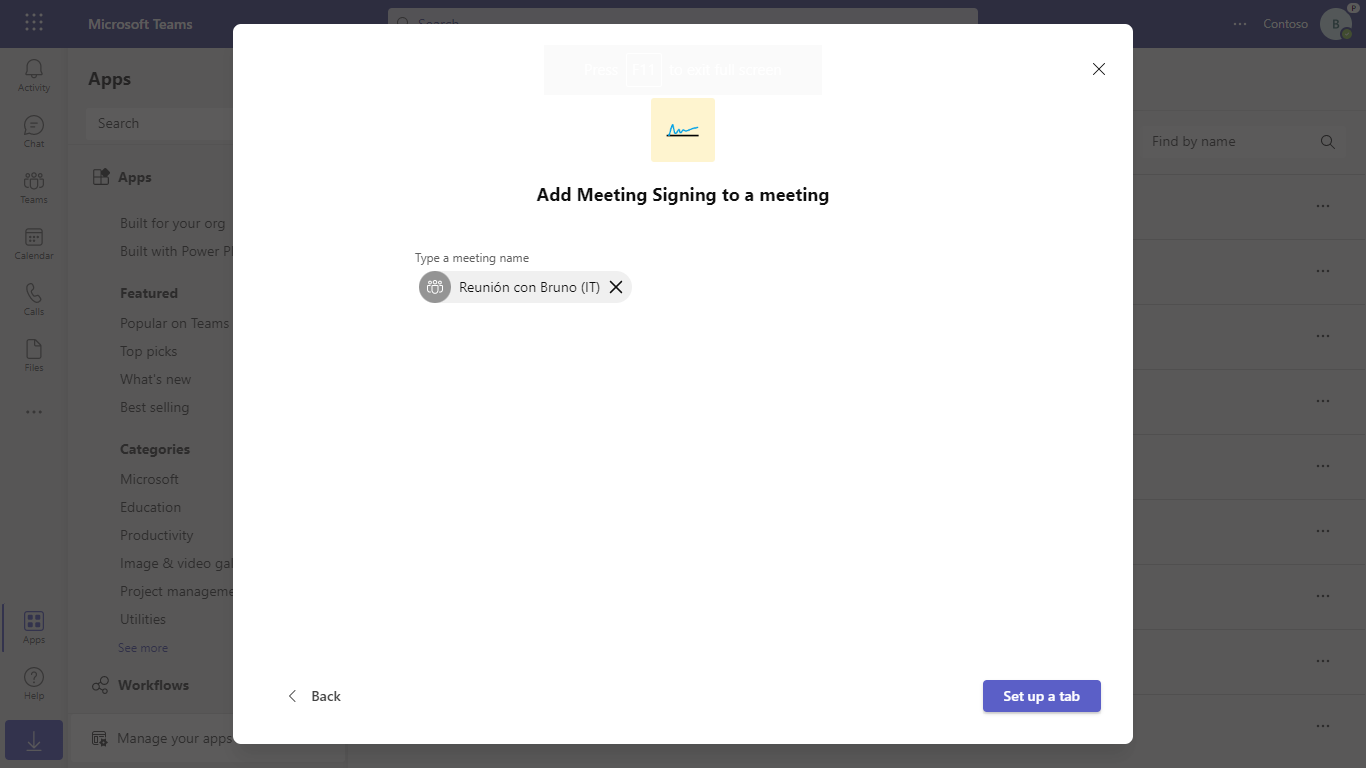 Microsoft Teams
Search
Contoso
B
P
Activity
Chat
Teams
Calendar
Calls
Files
Apps
Help
Apps
Search
Apps
Built for your org
Built with Power
Featured
Popular on Teams
Top picks
What's new
Best selling
Categories
Microsoft
Education
Productivity
Image & video
Project
Utilities
See more
Workflows
Manage your apps
Find by name
Press F11 to exit full screen
Add Meeting Signing to a meeting
Type a meeting name
Reunión con Bruno (IT)
Back
Set up a tab